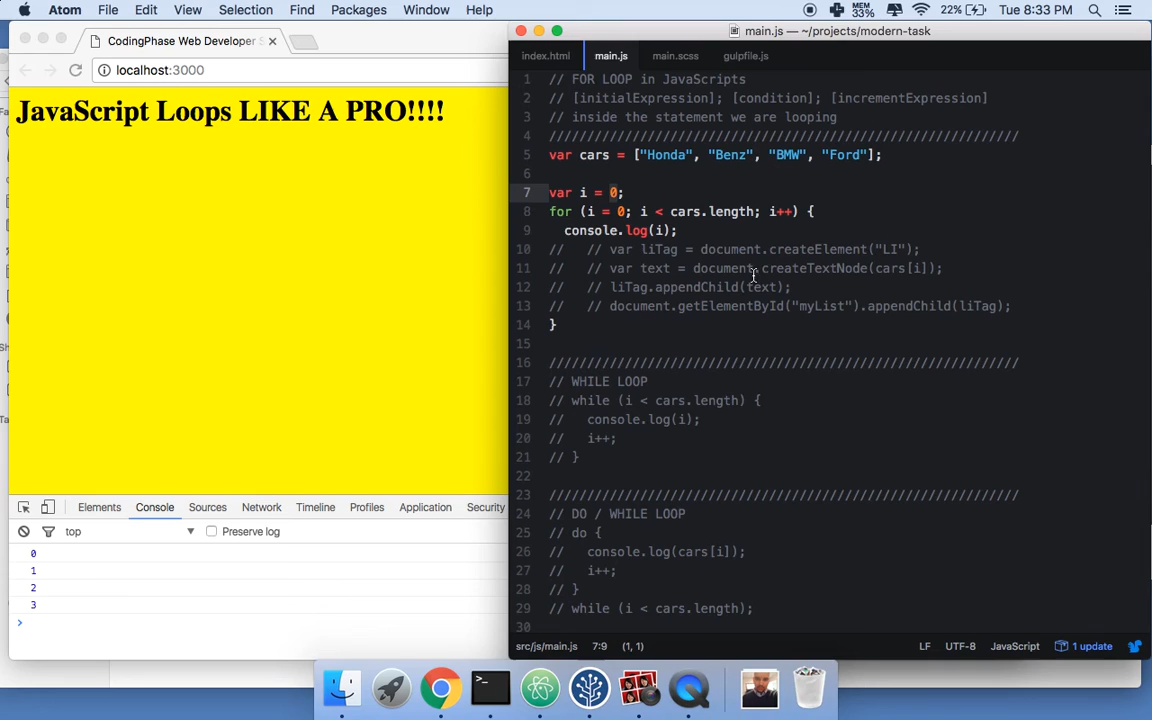 Atom File Edit View Selection Find Packages Window Help MEM 33% 22% Tue 8:33 PM
CodingPhase Web Developer S
localhost:3000
JavaScript Loops LIKE A PRO!!!!
Elements Console Sources Network Timeline Profiles Application Security
top Preserve log
0
1
2
3
>
main.js — ~/projects/modern-task
index.html main.js main.scss gulpfile.js
1 // FOR LOOP in JavaScripts
2 // [initialExpression]; [condition]; [incrementExpression]
3 // inside the statement we are looping
4 //////////////////////////////////////////////////////////////
5 var cars = ["Honda", "Benz", "BMW", "Ford"];
6
7 var i = 0;
8 for (i = 0; i < cars.length; i++) {
9   console.log(i);
10 //   // var liTag = document.createElement("LI");
11 //   // var text = document.createTextNode(cars[i]);
12 //   // liTag.appendChild(text);
13 //   // document.getElementById("myList").appendChild(liTag);
14 }
15
16 //////////////////////////////////////////////////////////////
17 // WHILE LOOP
18 // while (i < cars.length) {
19 //   console.log(i);
20 //   i++;
21 // }
22
23 //////////////////////////////////////////////////////////////
24 // DO / WHILE LOOP
25 // do {
26 //   console.log(cars[i]);
27 //   i++;
28 // }
29 // while (i < cars.length);
30
src/js/main.js 7:9 (1, 1) LF UTF-8 JavaScript 1 update